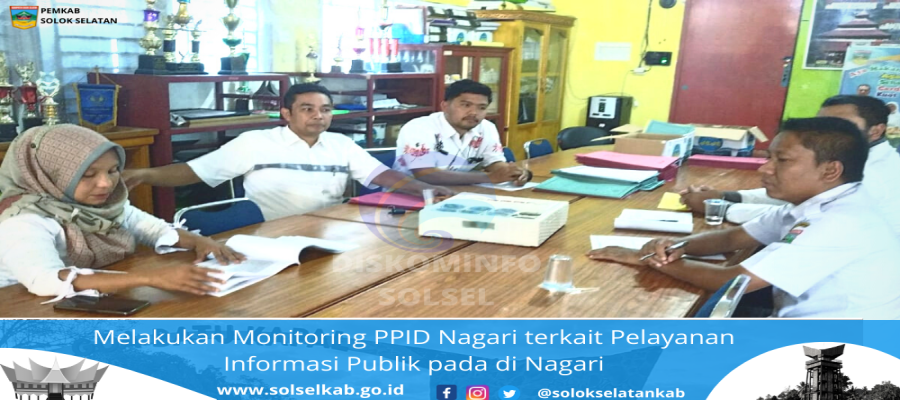 PEMKAB
SOLOK SELATAN
DISKOMINFO
SOLSEL
Melakukan Monitoring PPID Nagari terkait Pelayanan
Informasi Publik pada di Nagari
www.solselkab.go.id
@solokselatankab